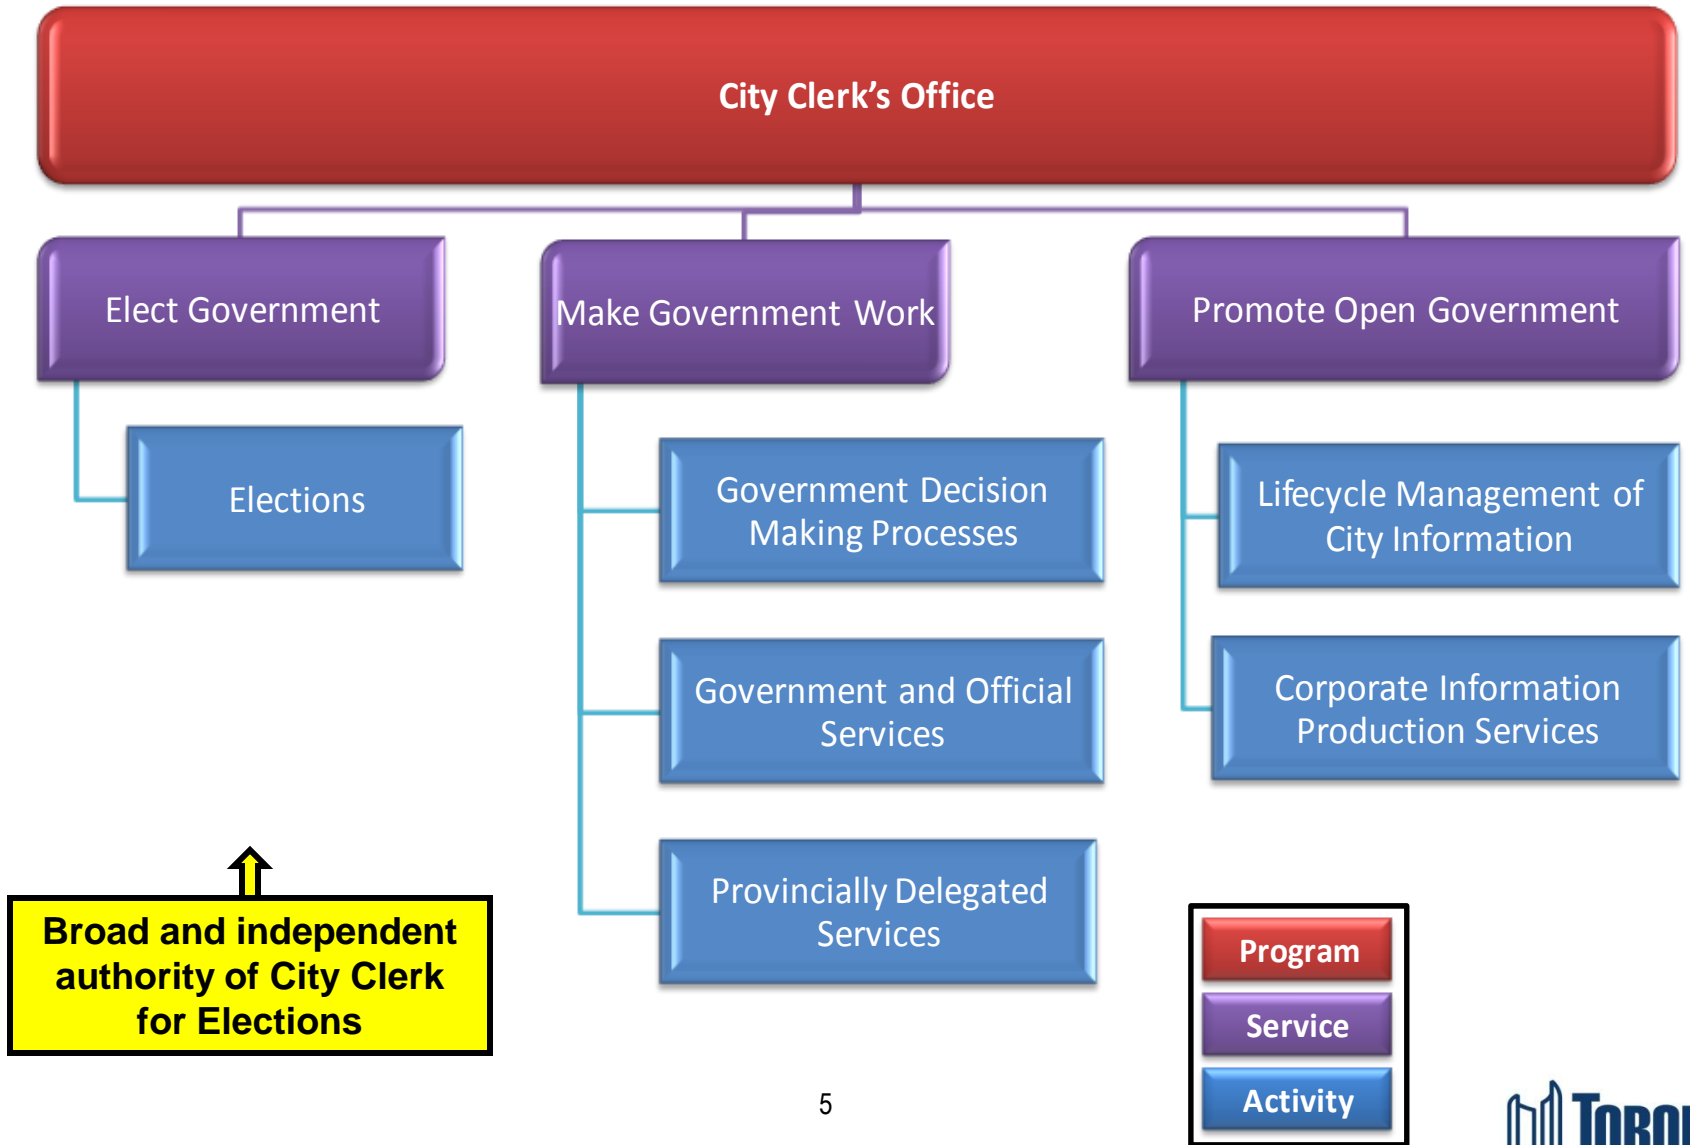 City Clerk’s Office
Elect Government
Make Government Work
Promote Open Government
Elections
Government Decision
Making Processes
Government and Official
Services
Provincially Delegated
Services
Lifecycle Management of
City Information
Corporate Information
Production Services
Broad and independent
authority of City Clerk
for Elections
Program
Service
Activity
5